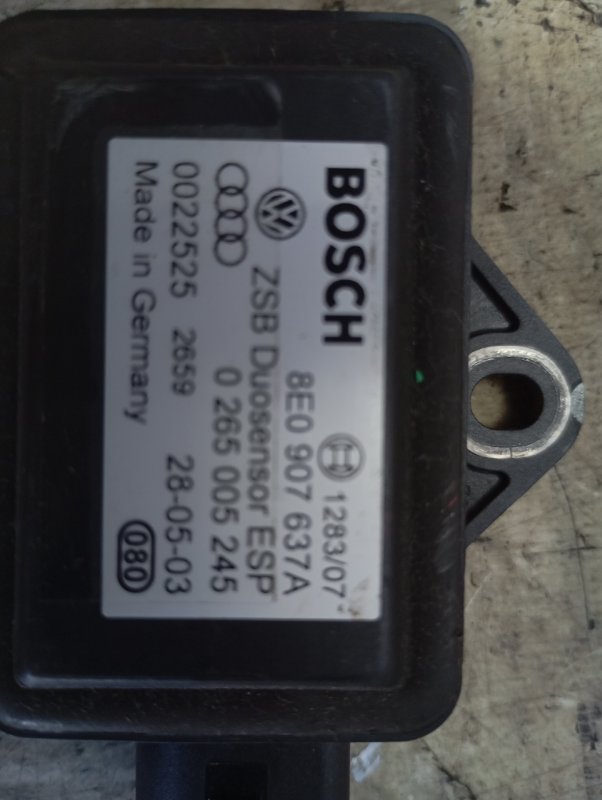 BOSCH
1283/07
8E0 907 637A
ZSB Duosensor ESP
0 265 005 245
0022525 2659 28-05-03
Made in Germany
080